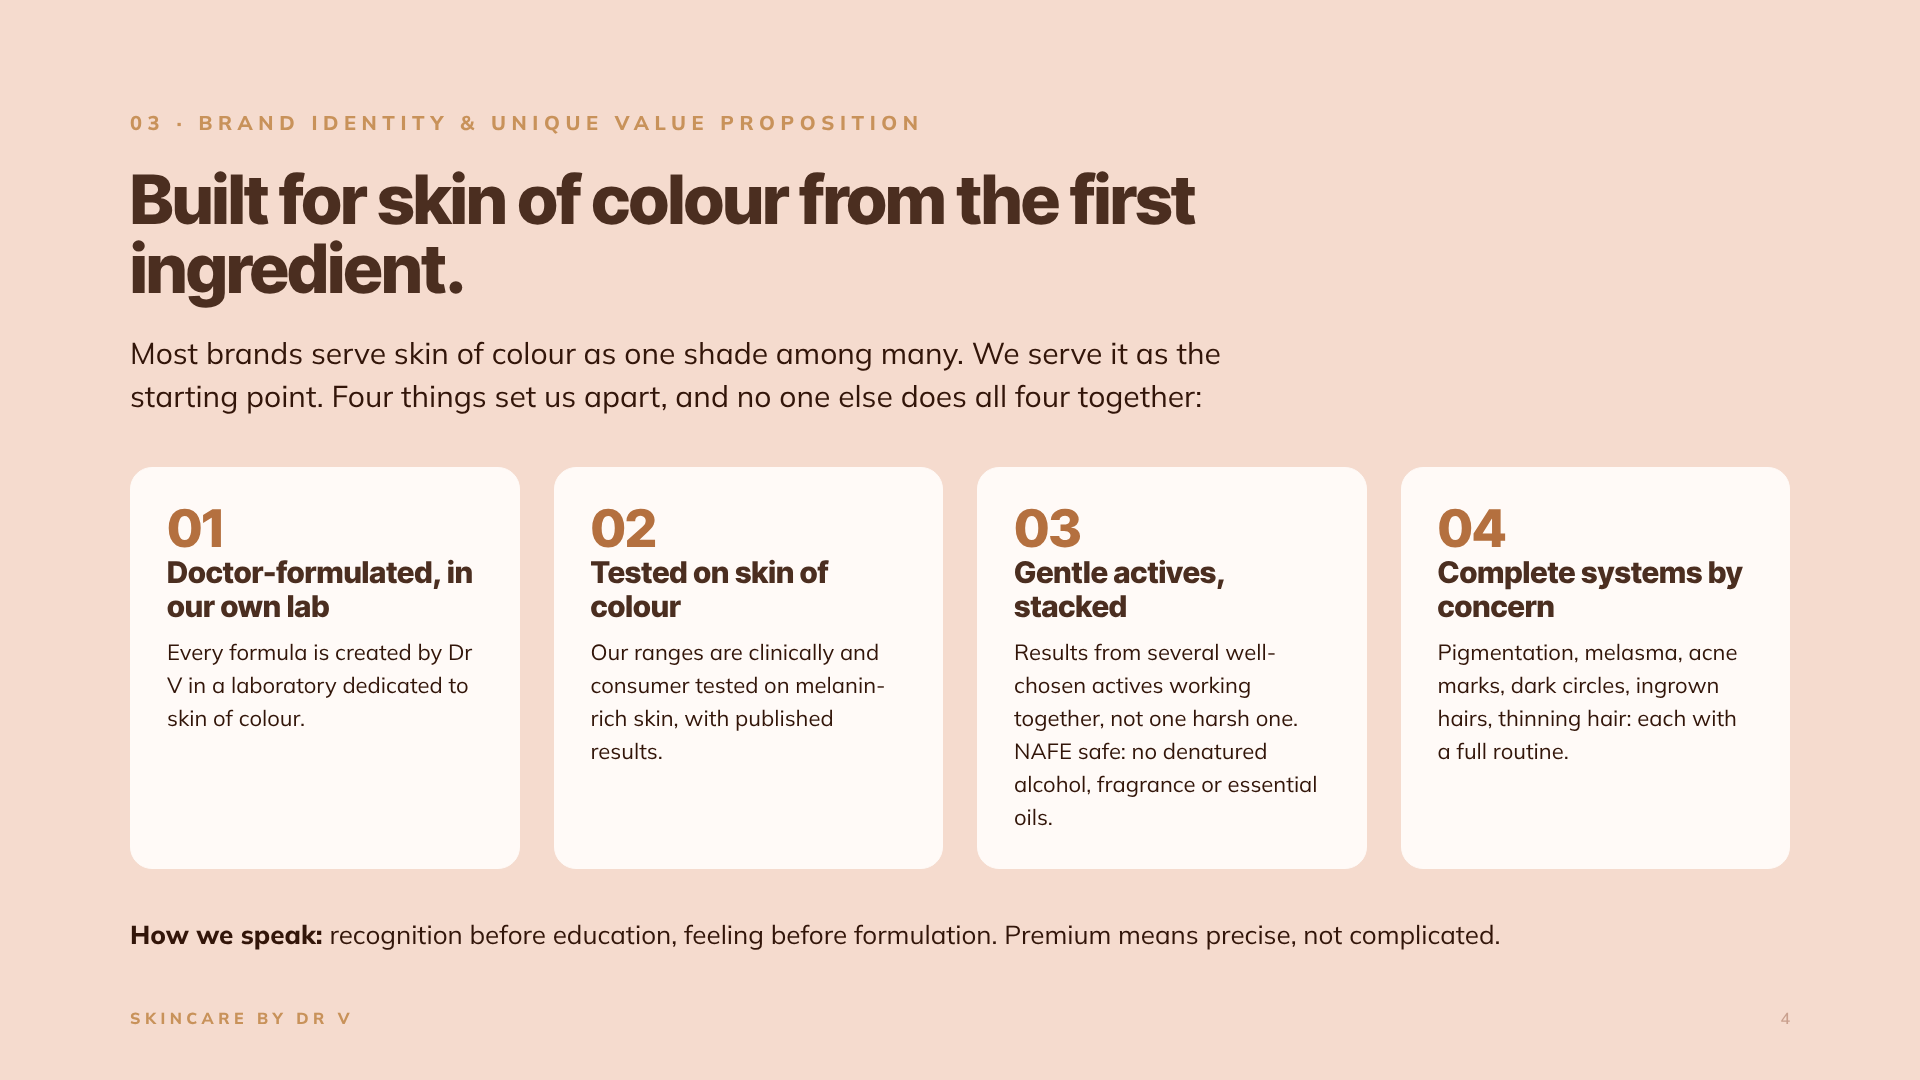 03 · BRAND IDENTITY & UNIQUE VALUE PROPOSITION
Built for skin of colour from the first
ingredient.
Most brands serve skin of colour as one shade among many. We serve it as the
starting point. Four things set us apart, and no one else does all four together:
01
Doctor-formulated, in
our own lab
Every formula is created by Dr
V in a laboratory dedicated to
skin of colour.
02
Tested on skin of
colour
Our ranges are clinically and
consumer tested on melanin-
rich skin, with published
results.
03
Gentle actives,
stacked
Results from several well-
chosen actives working
together, not one harsh one.
NAFE safe: no denatured
alcohol, fragrance or essential
oils.
04
Complete systems by
concern
Pigmentation, melasma, acne
marks, dark circles, ingrown
hairs, thinning hair: each with
a full routine.
How we speak: recognition before education, feeling before formulation. Premium means precise, not complicated.
SKINCARE BY DR V
4